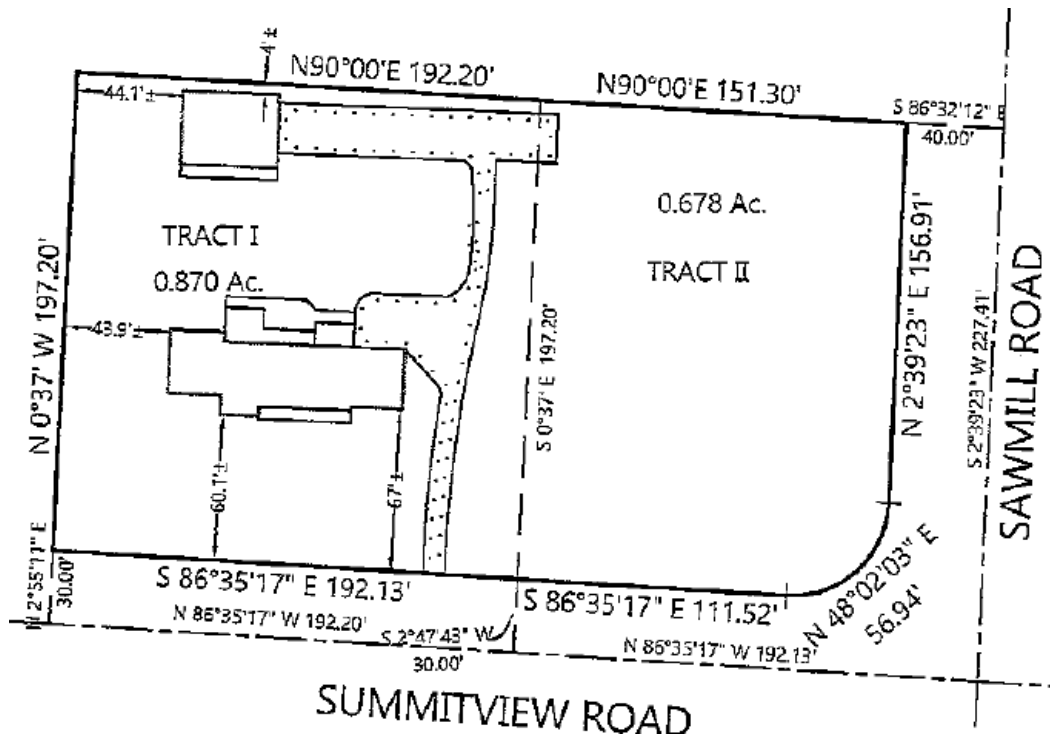 4'±
N90°00'E 192.20'
N90°00'E 151.30'
S 86°32'12" E
40.00'
44.1'±
0.678 Ac.
TRACT I
TRACT II
0.870 Ac.
N 0°37' W 197.20'
43.9'±
S 0°37' E 197.20'
N 2°39'23" E 156.91'
S 2°39'23" W 227.41'
SAWMILL ROAD
60.1'±
67'±
N 2°55'11" E
30.00'
S 86°35'17" E 192.13'
S 86°35'17" E 111.52'
N 48°02'03" E
56.94'
N 86°35'17" W 192.20'
S 2°47'43" W
30.00'
N 86°35'17" W 192.13'
SUMMITVIEW ROAD